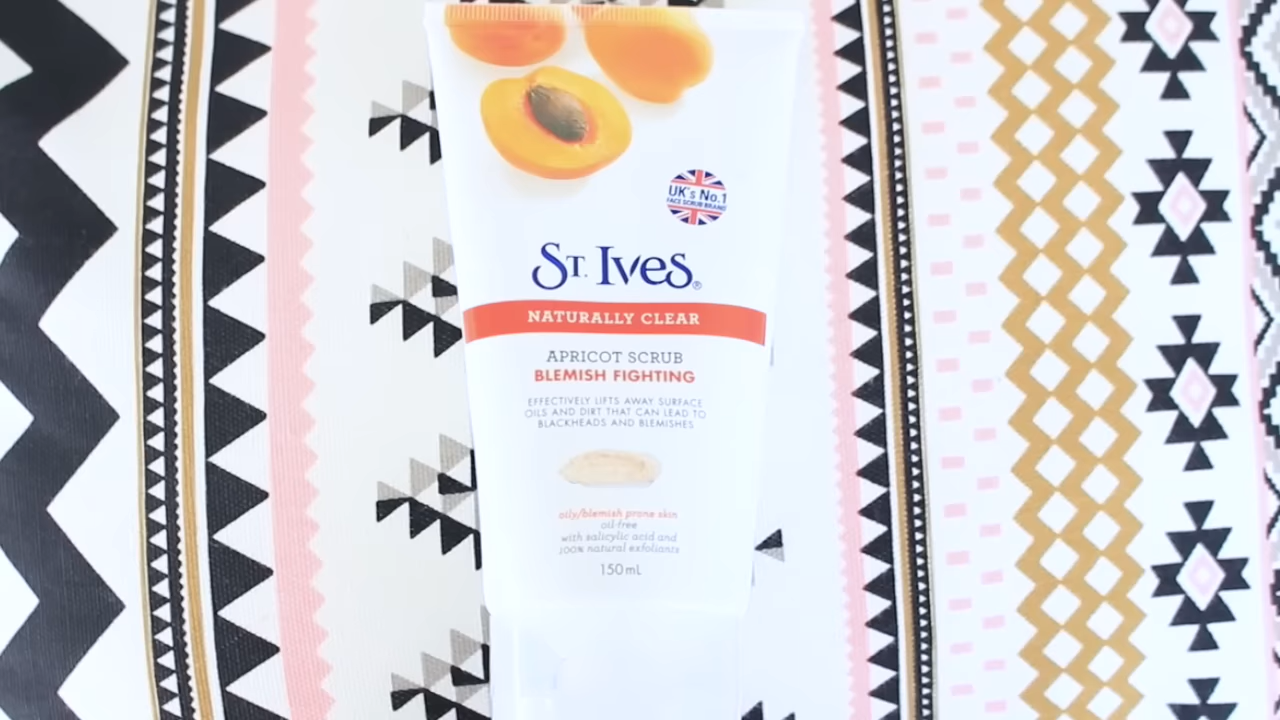 UK's No.1
FACE SCRUB BRAND
ST. IVES®
NATURALLY CLEAR
APRICOT SCRUB
BLEMISH FIGHTING
EFFECTIVELY LIFTS AWAY SURFACE
OILS AND DIRT THAT CAN LEAD TO
BLACKHEADS AND BLEMISHES
oily/blemish prone skin
oil-free
with salicylic acid and
100% natural exfoliants
150mL